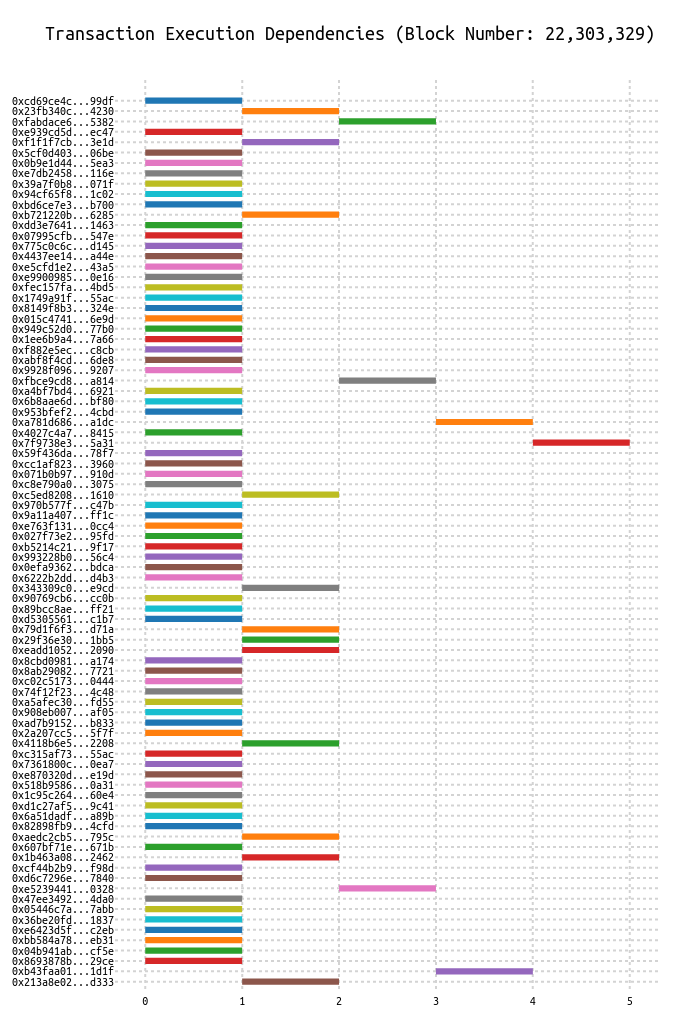 Transaction Execution Dependencies (Block Number: 22,303,329)
0xcd69ce4c...99df
0x23fb340c...4230
0xfabdace6...5382
0xe939cd5d...ec47
0xf1f1f7cb...3e1d
0x5cf0d403...06be
0x0b9e1d44...5ea3
0xe7db2458...116e
0x39a7f0b8...071f
0x94cf65f8...1c02
0xbd6ce7e3...b700
0xb721220b...6285
0xdd3e7641...1463
0x07995cfb...547e
0x775c0c6c...d145
0x4437ee14...a44e
0xe5cfd1e2...43a5
0xe9900985...0e16
0xfec157fa...4bd5
0x1749a91f...55ac
0x8149f8b3...324e
0x015c4741...6e9d
0x949c52d0...77b0
0x1ee6b9a4...7a66
0xf882e5ec...c8cb
0xabf8f4cd...6de8
0x9928f096...9207
0xfbce9cd8...a814
0xa4bf7bd4...6921
0x6b8aae6d...bf80
0x953bfef2...4cbd
0xa781d686...a1dc
0x4027c4a7...8415
0x7f9738e3...5a31
0x59f436da...78f7
0xcc1af823...3960
0x071b0b97...910d
0xc8e790a0...3075
0xc5ed8208...1610
0x970b577f...c47b
0x9a11a407...ff1c
0xe763f131...0cc4
0x027f73e2...95fd
0xb5214c21...9f17
0x993228b0...56c4
0x0efa9362...bdca
0x6222b2dd...d4b3
0x343309c0...e9cd
0x90769cb6...cc0b
0x89bcc8ae...ff21
0xd5305561...c1b7
0x79d1f6f3...d71a
0x29f36e30...1bb5
0xeadd1052...2090
0x8cbd0981...a174
0x8ab29082...7721
0xc02c5173...0444
0x74f12f23...4c48
0xa5afec30...fd55
0x908eb007...af05
0xad7b9152...b833
0x2a207cc5...5f7f
0x4118b6e5...2208
0xc315af73...55ac
0x7361800c...0ea7
0xe870320d...e19d
0x518b9586...0a31
0x1c95c264...60e4
0xd1c27af5...9c41
0x6a51dadf...a89b
0x82898fb9...4cfd
0xaedc2cb5...795c
0x607bf71e...671b
0x1b463a08...2462
0xcf44b2b9...f98d
0xd6c7296e...7840
0xe5239441...0328
0x47ee3492...4da0
0x05446c7a...7abb
0x36be20fd...1837
0xe6423d5f...c2eb
0xbb584a78...eb31
0x04b941ab...cf5e
0x8693878b...29ce
0xb43faa01...1d1f
0x213a8e02...d333
0 1 2 3 4 5